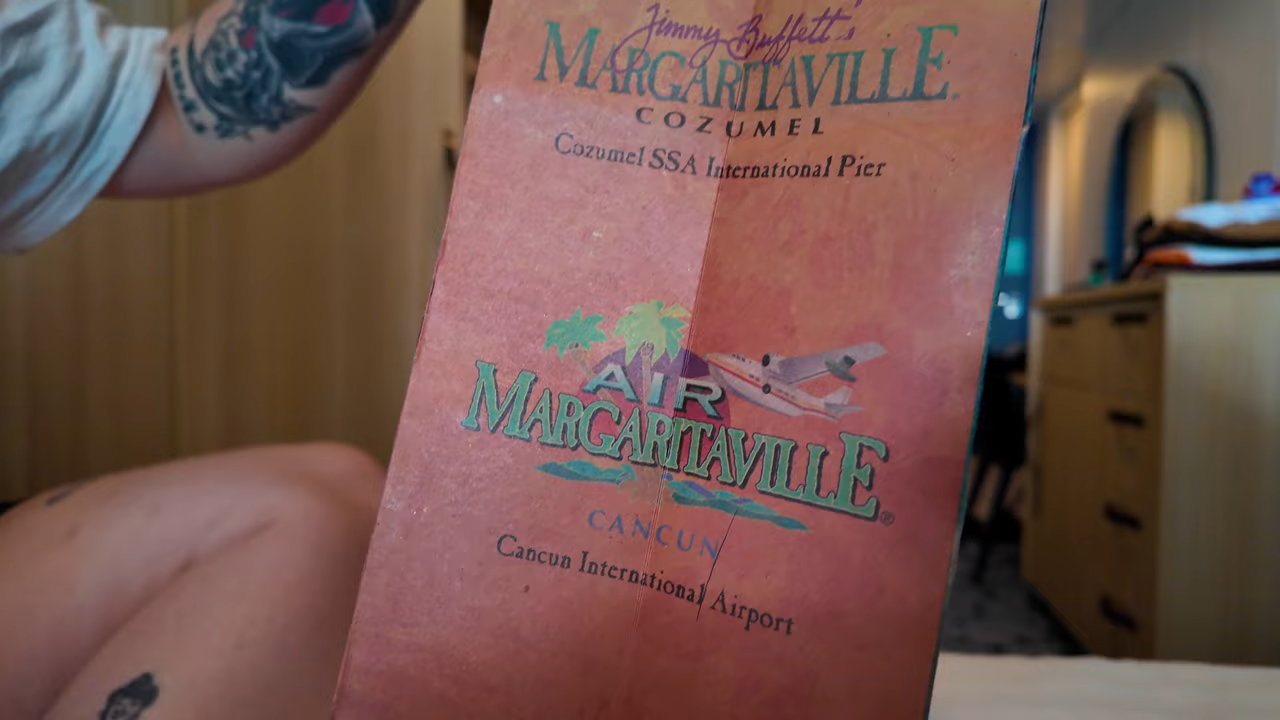 Jimmy Buffett's
MARGARITAVILLE
COZUMEL
Cozumel SSA International Pier
AIR
MARGARITAVILLE®
CANCUN
Cancun International Airport